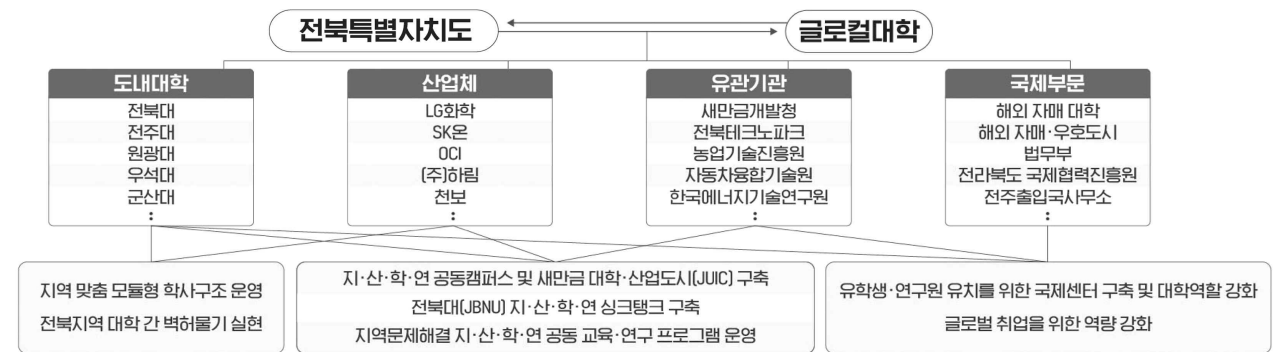 전북특별자치도
글로컬대학
도내대학
전북대
전주대
원광대
우석대
군산대
:
산업체
LG화학
SK온
OCI
(주)하림
천보
:
유관기관
새만금개발청
전북테크노파크
농업기술진흥원
자동차융합기술원
한국에너지기술연구원
:
국제부문
해외 자매 대학
해외 자매·우호도시
법무부
전라북도 국제협력진흥원
전주출입국사무소
:
지역 맞춤 모듈형 학사구조 운영
전북지역 대학 간 벽허물기 실현
지·산·학·연 공동캠퍼스 및 새만금 대학·산업도시(JUIC) 구축
전북대(JBNU) 지·산·학·연 싱크탱크 구축
지역문제해결 지·산·학·연 공동 교육·연구 프로그램 운영
유학생·연구원 유치를 위한 국제센터 구축 및 대학역할 강화
글로벌 취업을 위한 역량 강화